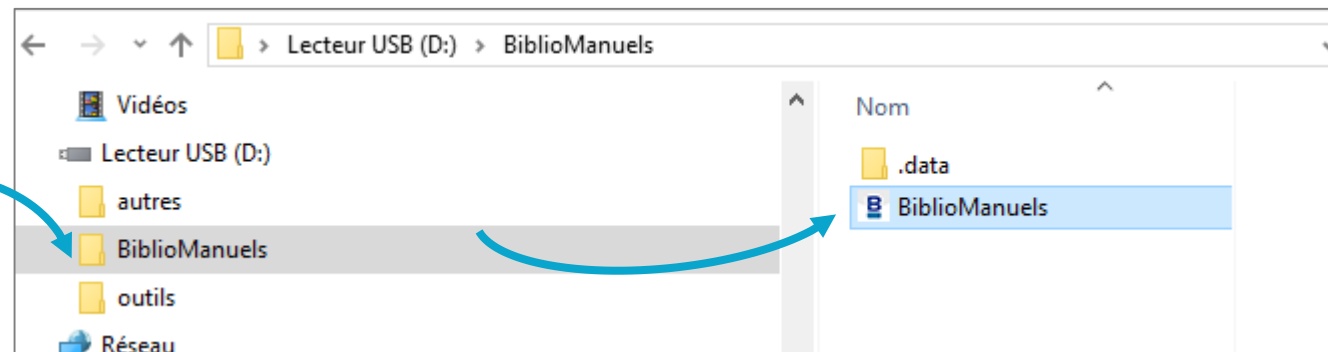 Lecteur USB (D:) > BiblioManuels
Vidéos
Lecteur USB (D:)
autres
BiblioManuels
outils
Réseau
Nom
.data
B BiblioManuels